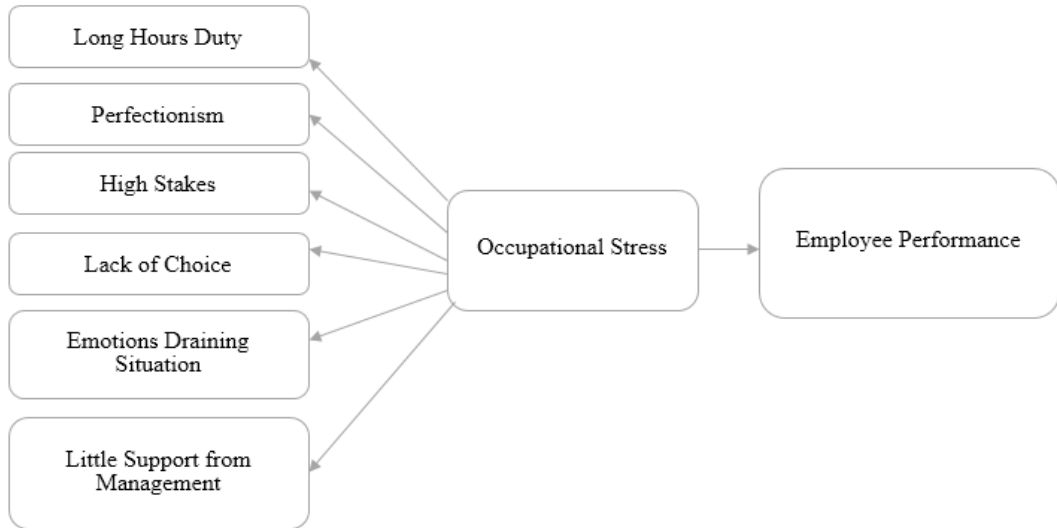 Long Hours Duty
Perfectionism
High Stakes
Lack of Choice
Emotions Draining
Situation
Little Support from
Management
Occupational Stress
Employee Performance